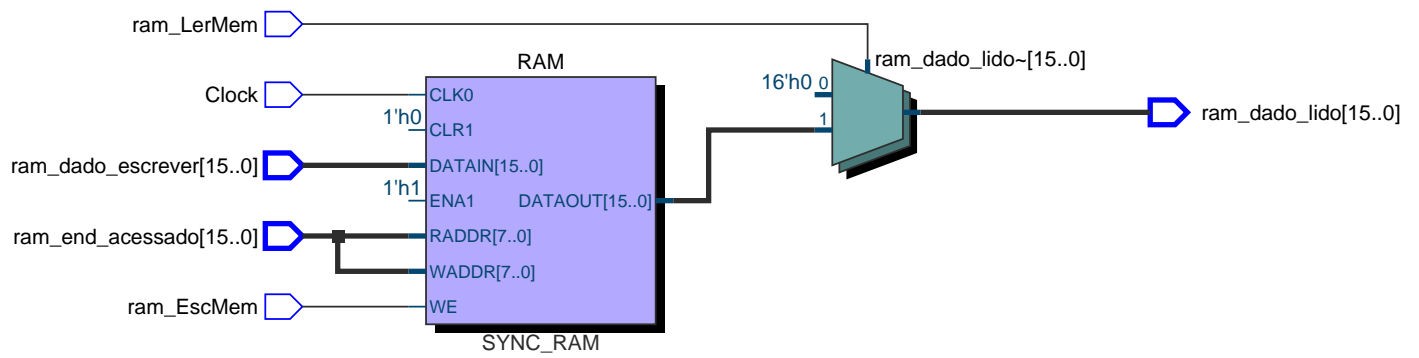 ram_LerMem
RAM
ram_dado_lido~[15..0]
16'h0 0
Clock
CLK0
1'h0
CLR1
1
ram_dado_lido[15..0]
ram_dado_escrever[15..0]
DATAIN[15..0]
1'h1
ENA1
DATAOUT[15..0]
ram_end_acessado[15..0]
RADDR[7..0]
WADDR[7..0]
ram_EscMem
WE
SYNC_RAM